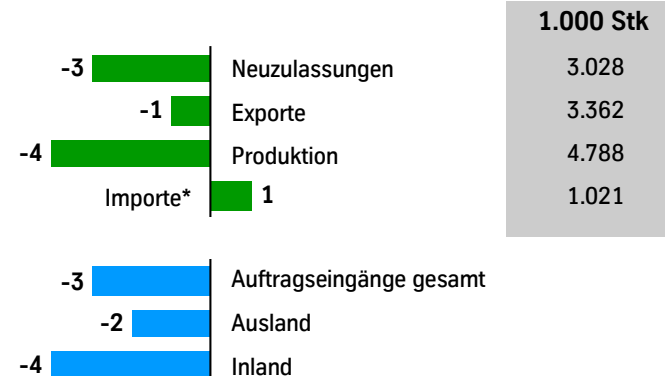 1.000 Stk
-3 Neuzulassungen 3.028
-1 Exporte 3.362
-4 Produktion 4.788
Importe* 1 1.021
-3 Auftragseingänge gesamt
-2 Ausland
-4 Inland